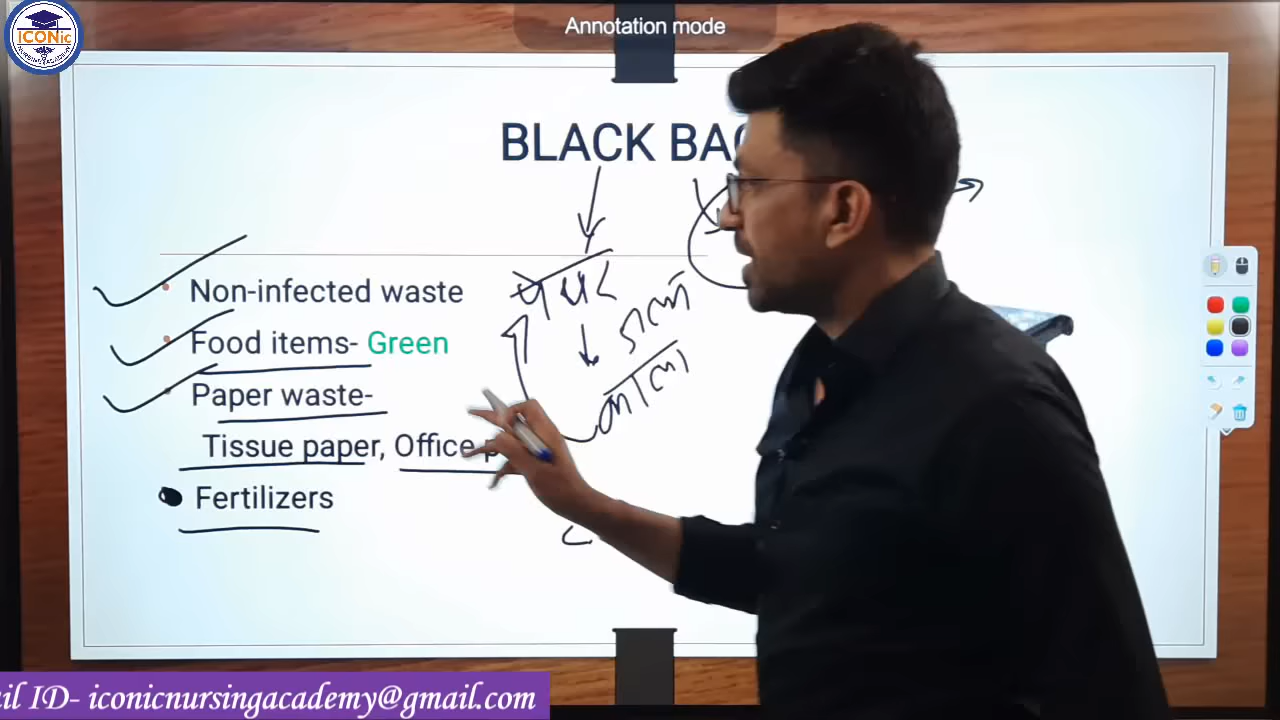 ICONic
Annotation mode
BLACK BAG
Non-infected waste
Food items- Green
Paper waste-
Tissue paper, Office p
Fertilizers
काला
ail ID- iconicnursingacademy@gmail.com